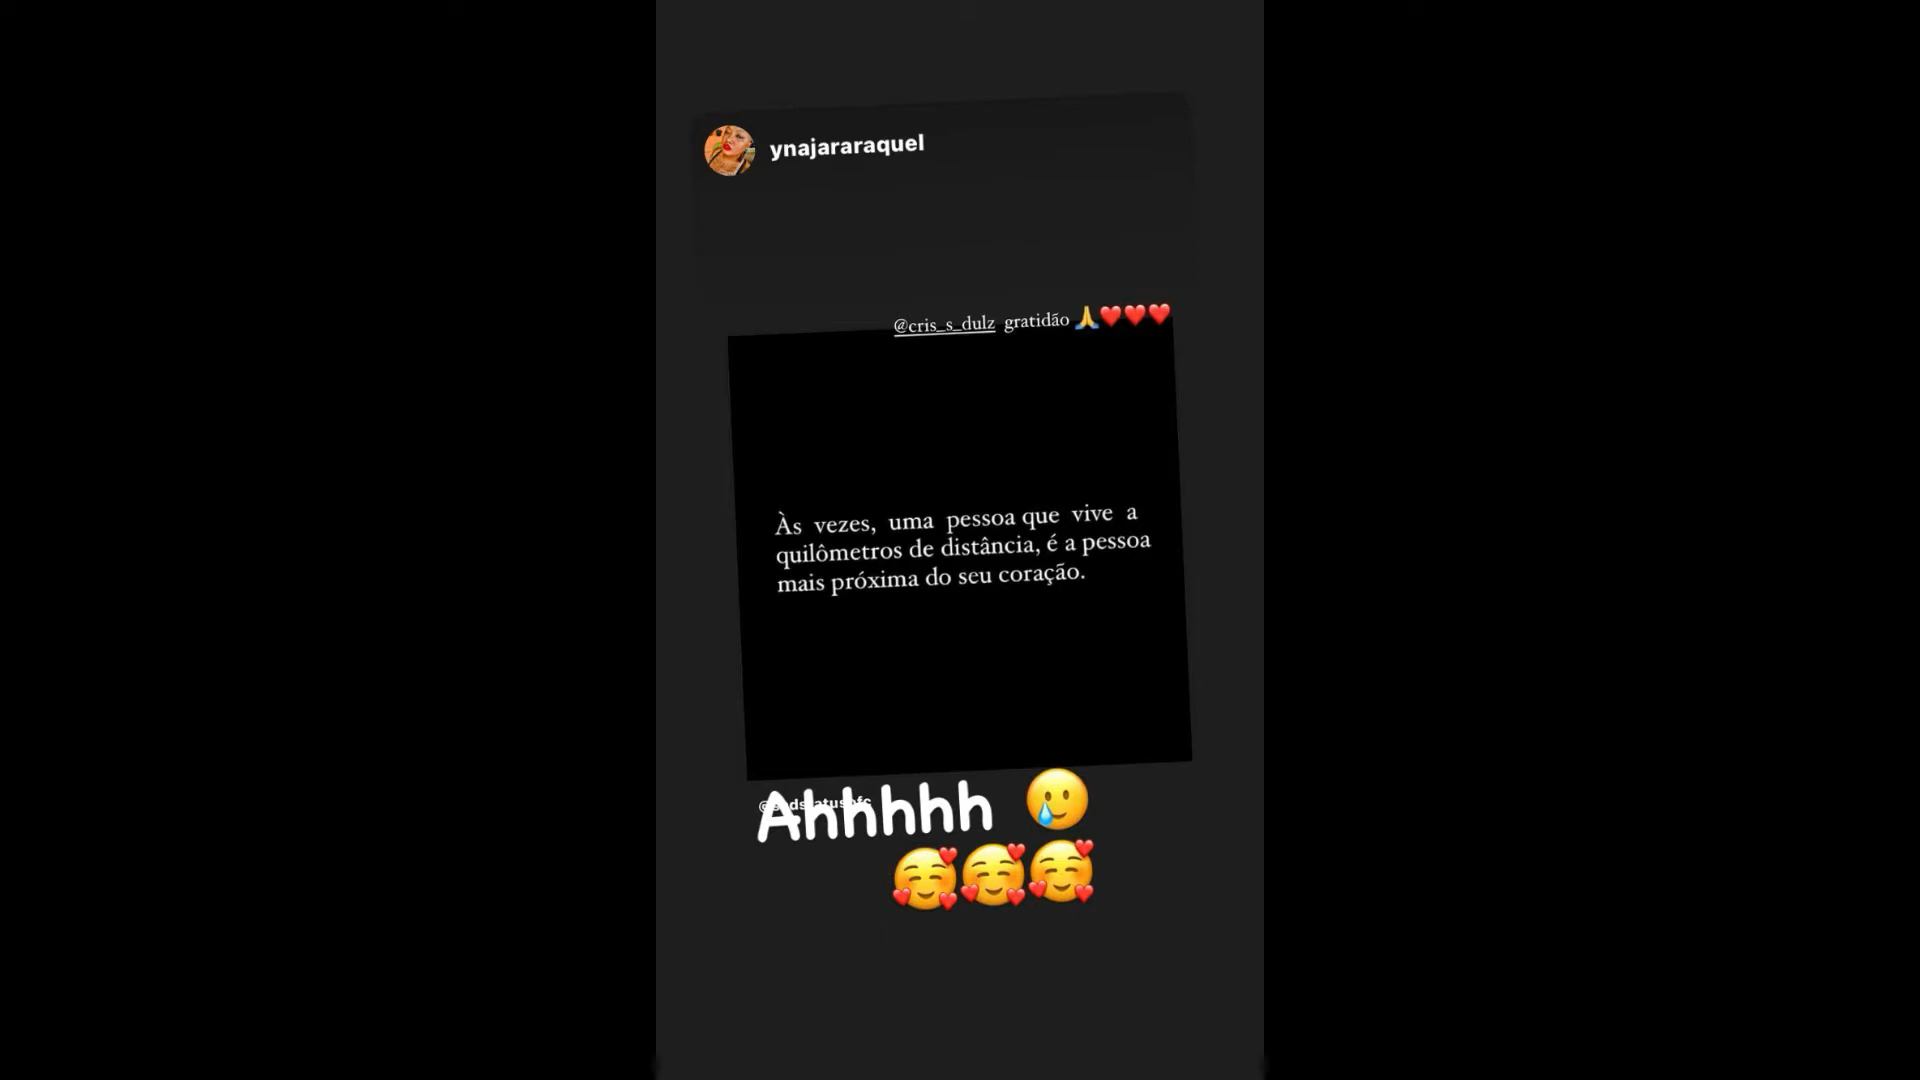 ynajararaquel
@cris_s_dulz gratidão 🙏❤️❤️❤️
Às vezes, uma pessoa que vive a
quilômetros de distância, é a pessoa
mais próxima do seu coração.
Ahhhhh 🥲
🥰🥰🥰